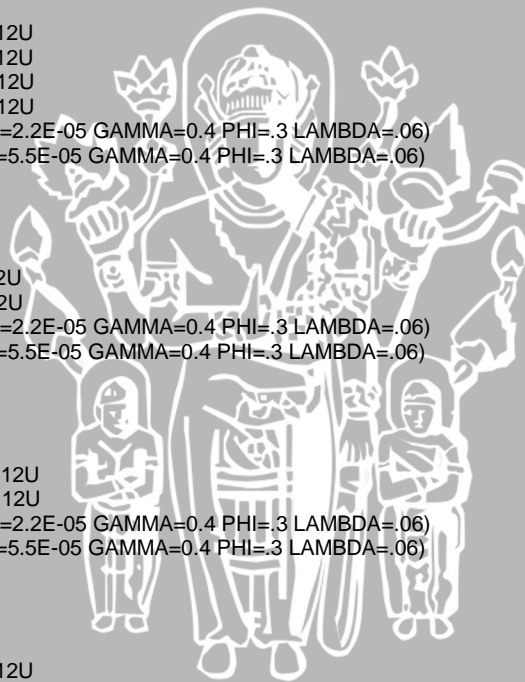 12U
12U
12U
12U
=2.2E-05 GAMMA=0.4 PHI=.3 LAMBDA=.06)
=5.5E-05 GAMMA=0.4 PHI=.3 LAMBDA=.06)
2U
2U
=2.2E-05 GAMMA=0.4 PHI=.3 LAMBDA=.06)
=5.5E-05 GAMMA=0.4 PHI=.3 LAMBDA=.06)
12U
12U
=2.2E-05 GAMMA=0.4 PHI=.3 LAMBDA=.06)
=5.5E-05 GAMMA=0.4 PHI=.3 LAMBDA=.06)
12U